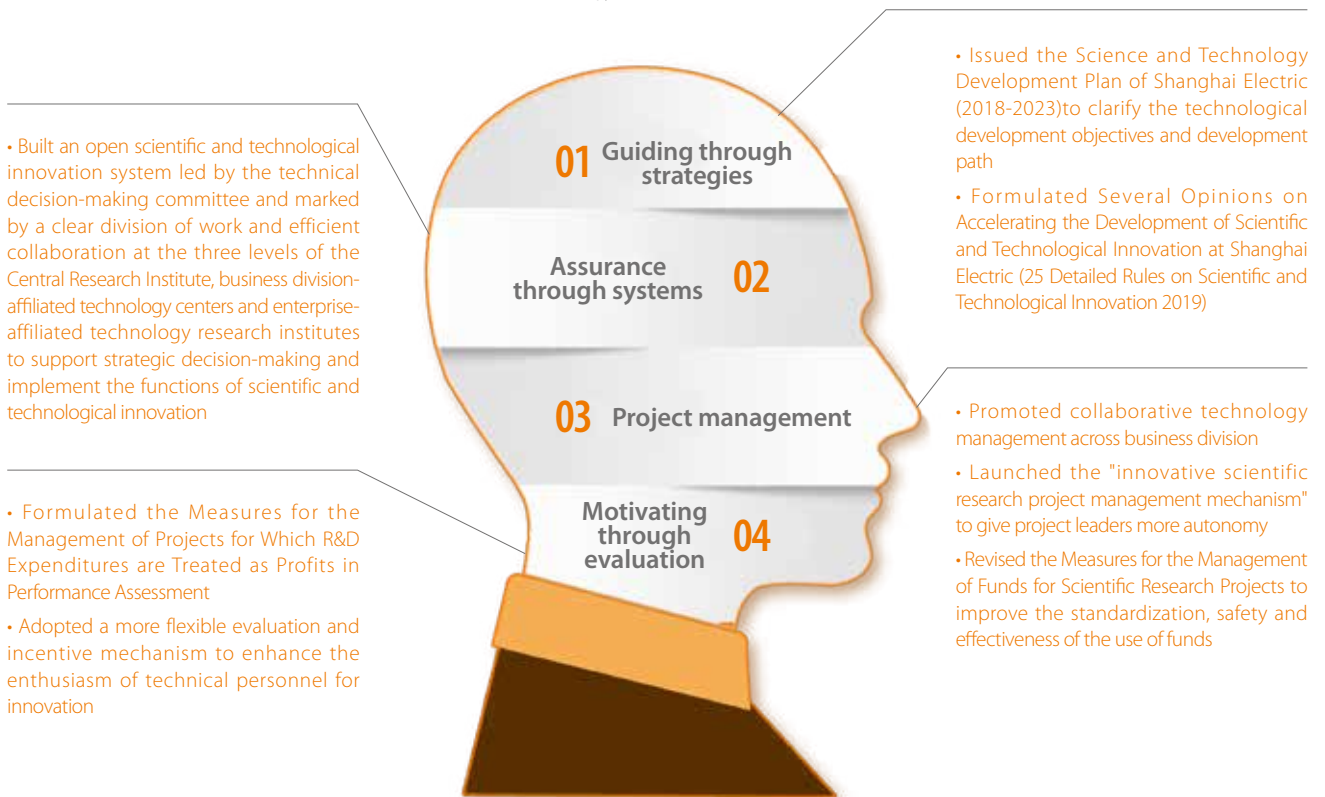 01 Guiding through
strategies
• Issued the Science and Technology
Development Plan of Shanghai Electric
(2018-2023)to clarify the technological
development objectives and development
path
• Formulated Several Opinions on
Accelerating the Development of Scientific
and Technological Innovation at Shanghai
Electric (25 Detailed Rules on Scientific and
Technological Innovation 2019)
Assurance
through systems 02
• Built an open scientific and technological
innovation system led by the technical
decision-making committee and marked
by a clear division of work and efficient
collaboration at the three levels of the
Central Research Institute, business division-
affiliated technology centers and enterprise-
affiliated technology research institutes
to support strategic decision-making and
implement the functions of scientific and
technological innovation
03 Project management
• Promoted collaborative technology
management across business division
• Launched the "innovative scientific
research project management mechanism"
to give project leaders more autonomy
• Revised the Measures for the Management
of Funds for Scientific Research Projects to
improve the standardization, safety and
effectiveness of the use of funds
Motivating
through
evaluation 04
• Formulated the Measures for the
Management of Projects for Which R&D
Expenditures are Treated as Profits in
Performance Assessment
• Adopted a more flexible evaluation and
incentive mechanism to enhance the
enthusiasm of technical personnel for
innovation